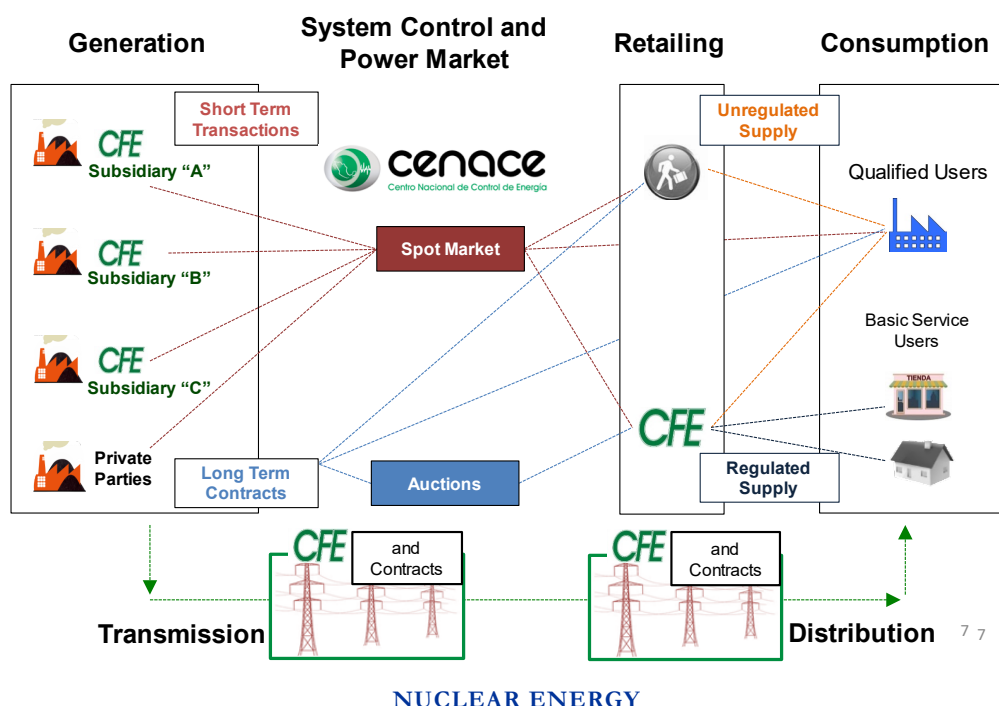 Generation
System Control and
Power Market
Retailing
Consumption
Short Term
Transactions
Unregulated
Supply
CFE
Subsidiary “A”
cenace
Centro Nacional de Control de Energía
Qualified Users
CFE
Subsidiary “B”
Spot Market
Basic Service
Users
CFE
Subsidiary “C”
TIENDA
CFE
Private
Parties
Long Term
Contracts
Auctions
Regulated
Supply
CFE
and
Contracts
CFE
and
Contracts
Transmission
Distribution
7 7
NUCLEAR ENERGY